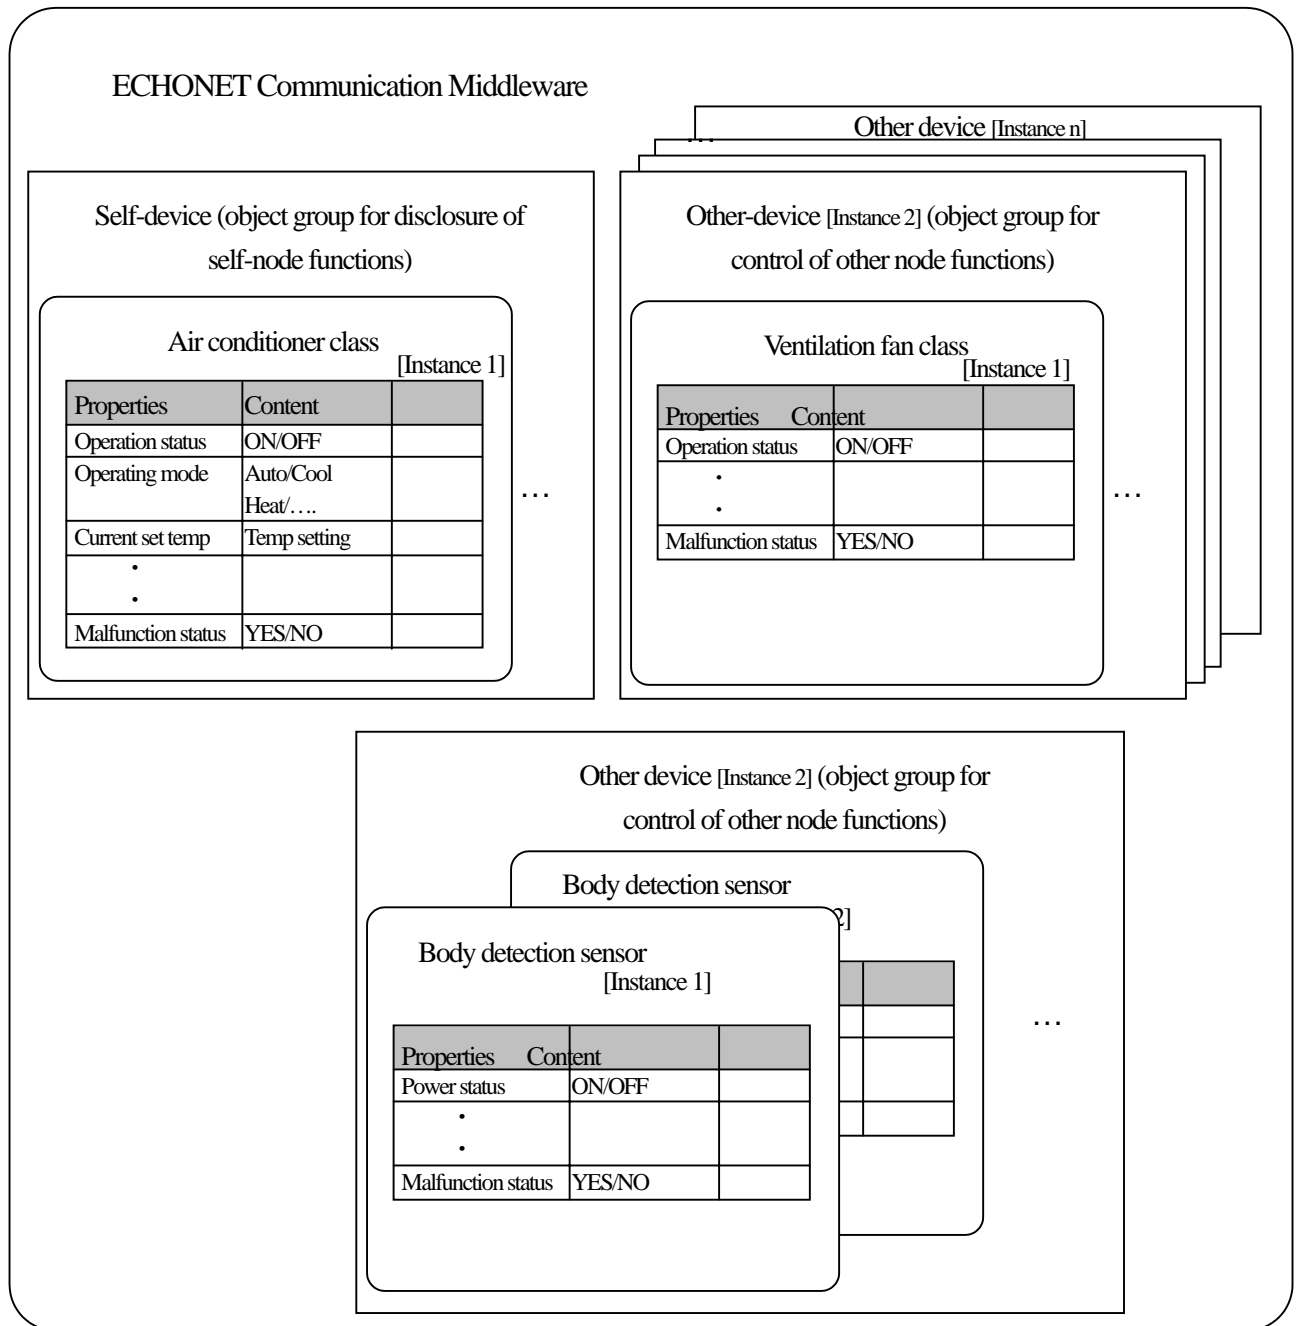 ECHONET Communication Middleware
Other device [Instance n]
…
Self-device (object group for disclosure of
self-node functions)
Air conditioner class
[Instance 1]
Properties Content
Operation status ON/OFF
Operating mode Auto/Cool
Heat/….
Current set temp Temp setting
・
・
Malfunction status YES/NO
…
Other-device [Instance 2] (object group for
control of other node functions)
Ventilation fan class
[Instance 1]
Properties Content
Operation status ON/OFF
・
・
Malfunction status YES/NO
…
Other device [Instance 2] (object group for
control of other node functions)
Body detection sensor
2]
Body detection sensor
[Instance 1]
Properties Content
Power status ON/OFF
・
・
Malfunction status YES/NO
…